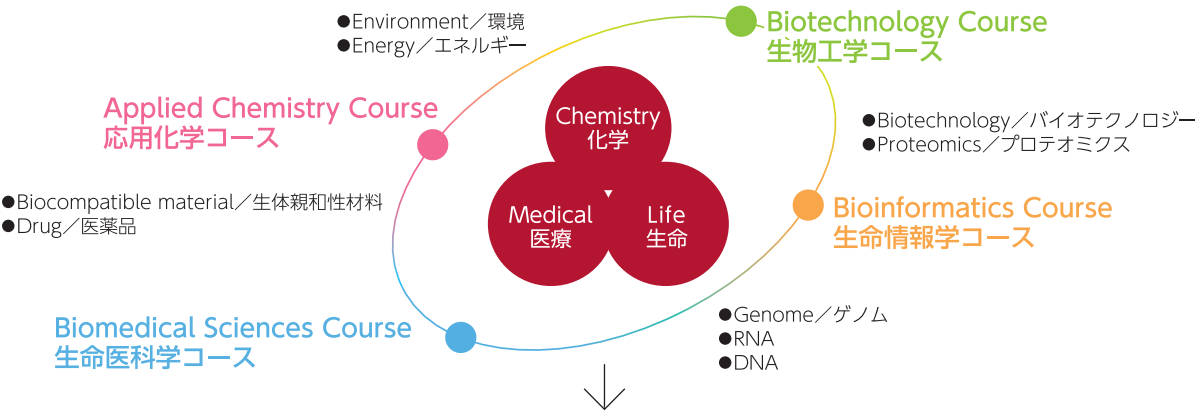 ●Environment／環境
●Energy／エネルギー
Biotechnology Course
生物工学コース
Applied Chemistry Course
応用化学コース
Chemistry
化学
●Biotechnology／バイオテクノロジー
●Proteomics／プロテオミクス
●Biocompatible material／生体親和性材料
●Drug／医薬品
Medical
医療
Life
生命
Bioinformatics Course
生命情報学コース
Biomedical Sciences Course
生命医科学コース
●Genome／ゲノム
●RNA
●DNA